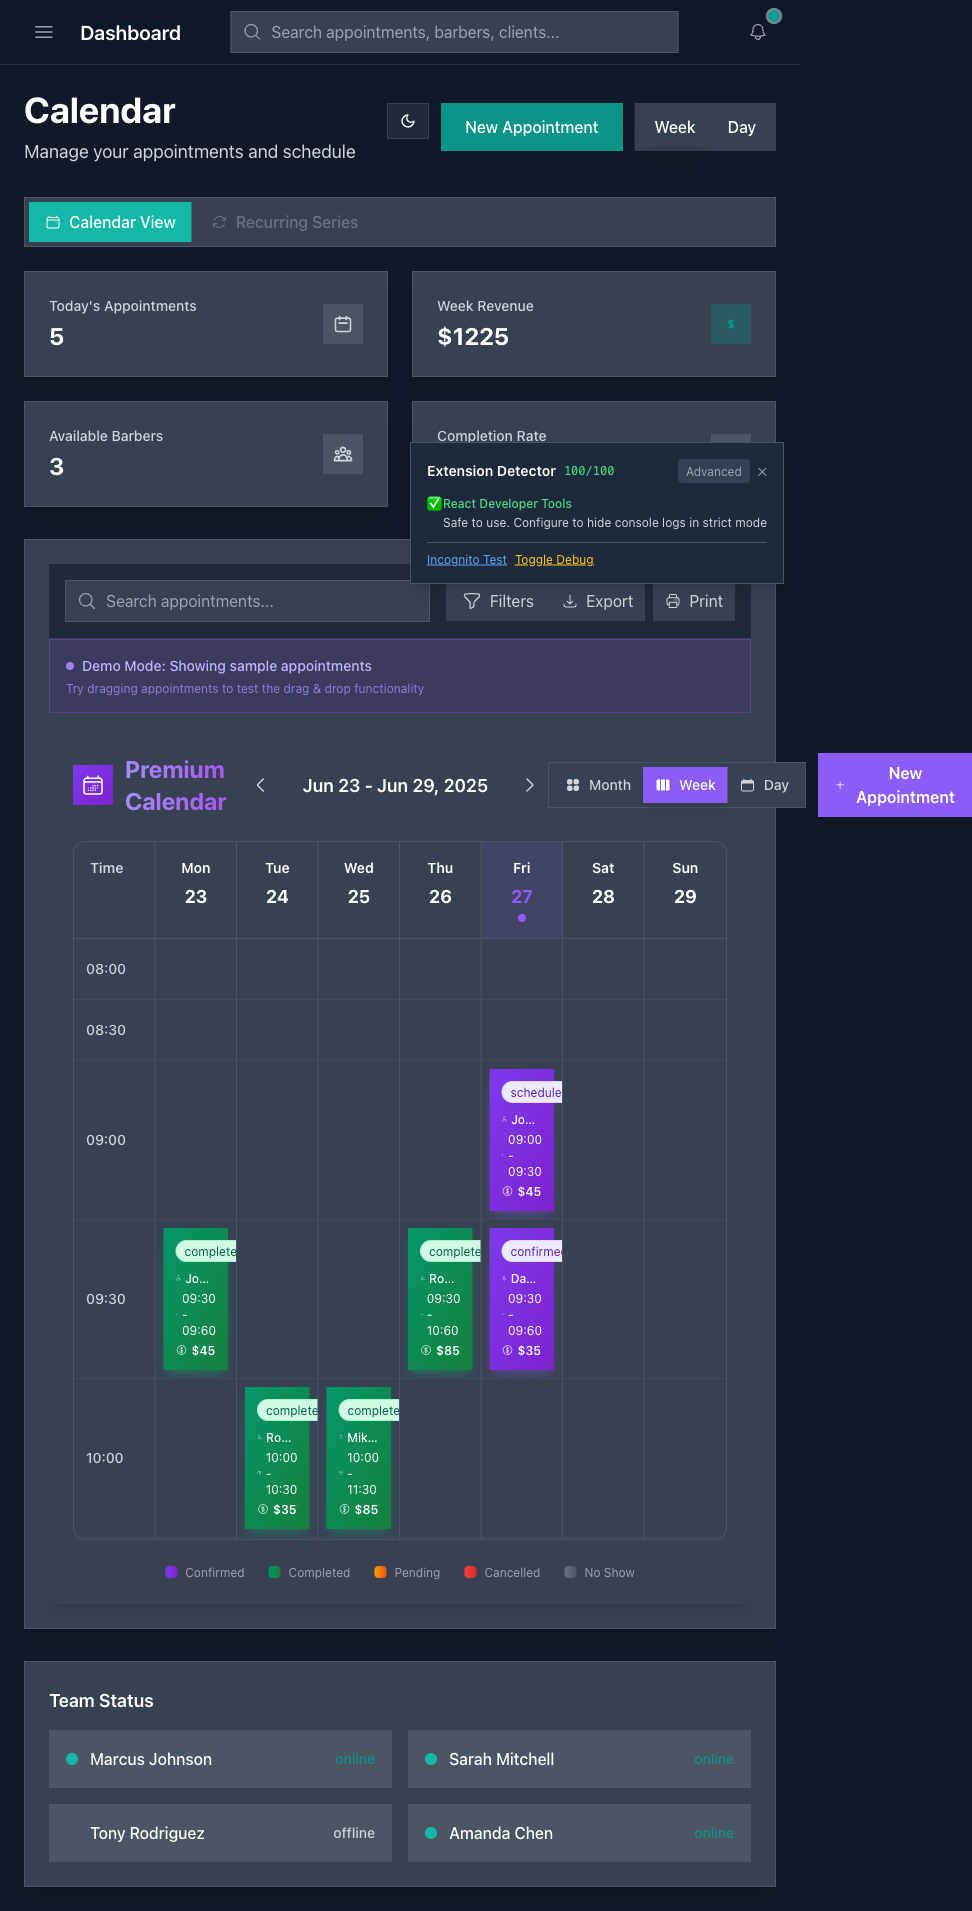 Dashboard
Search appointments, barbers, clients...
Calendar
Manage your appointments and schedule
New Appointment
Week
Day
Calendar View
Recurring Series
Today's Appointments
5
Week Revenue
$1225
$
Available Barbers
3
Completion Rate
Extension Detector 100/100
Advanced
React Developer Tools
Safe to use. Configure to hide console logs in strict mode
Incognito Test Toggle Debug
Search appointments...
Filters
Export
Print
Demo Mode: Showing sample appointments
Try dragging appointments to test the drag & drop functionality
Premium
Calendar
Jun 23 - Jun 29, 2025
Month
Week
Day
+ New
Appointment
Time Mon Tue Wed Thu Fri Sat Sun
23 24 25 26 27 28 29
08:00
08:30
09:00
schedule
Jo...
09:00
-
09:30
$45
09:30
complete
Jo...
09:30
-
09:60
$45
complete
Ro...
09:30
-
10:60
$85
confirme
Da...
09:30
-
09:60
$35
10:00
complete
Ro...
10:00
-
10:30
$35
complete
Mik...
10:00
-
11:30
$85
Confirmed Completed Pending Cancelled No Show
Team Status
Marcus Johnson online
Sarah Mitchell online
Tony Rodriguez offline
Amanda Chen online